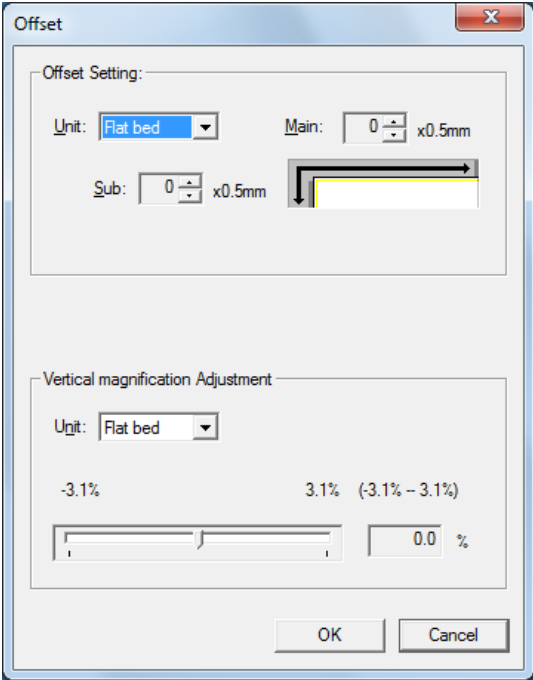 Offset
Offset Setting:
Unit: Flat bed Main: 0 x0.5mm
Sub: 0 x0.5mm
Vertical magnification Adjustment
Unit: Flat bed
-3.1% 3.1% (-3.1% -- 3.1%)
0.0 %
OK Cancel